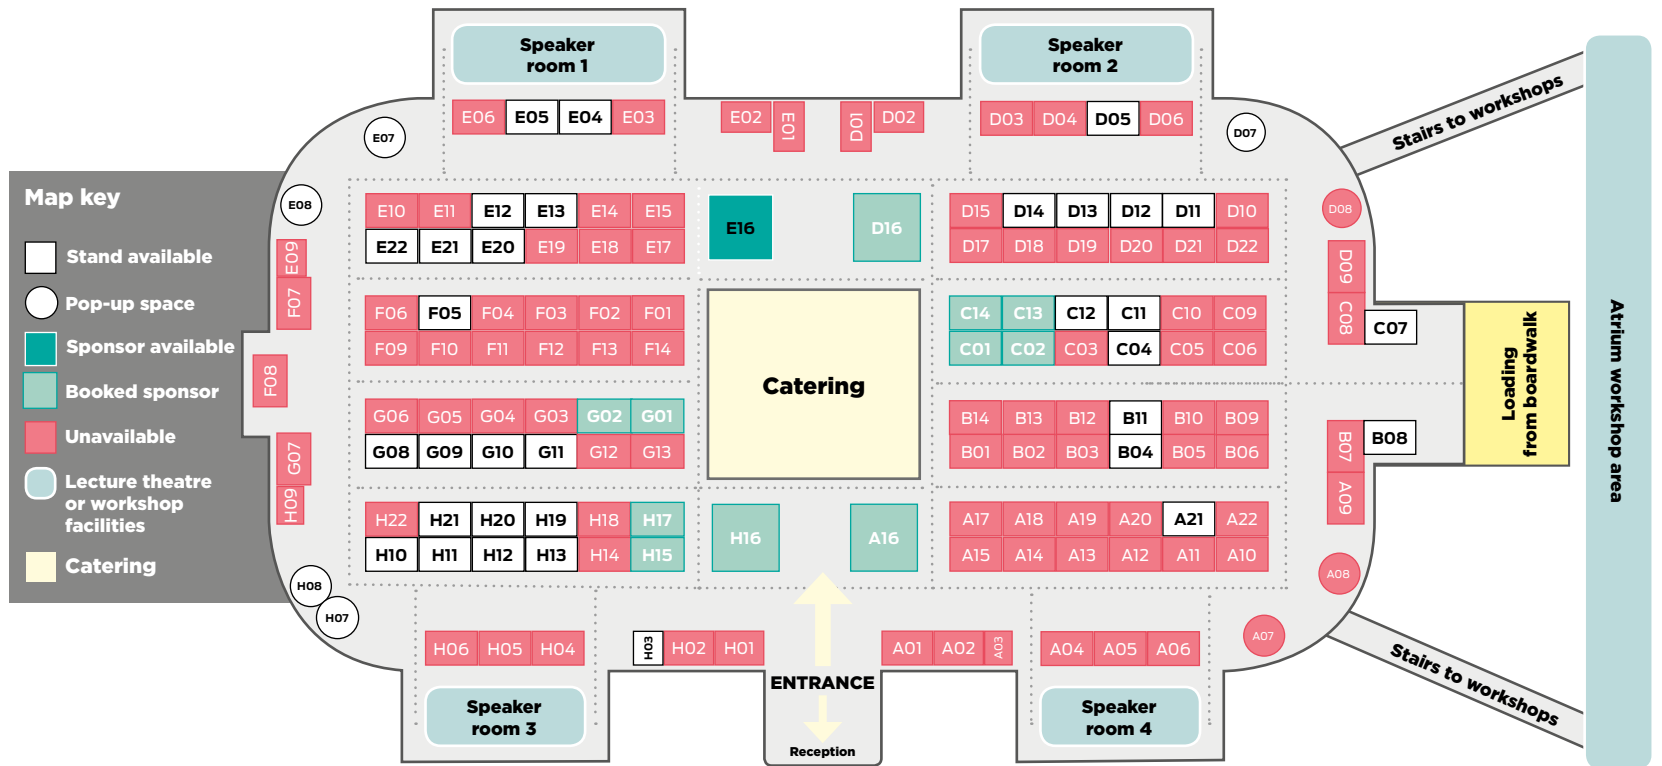 Speaker
room 1
Speaker
room 2
E06 E05 E04 E03
E02 E01 D01 D02
D03 D04 D05 D06
E07
D07
Stairs to workshops
Map key
Stand available
Pop-up space
Sponsor available
Booked sponsor
Unavailable
Lecture theatre
or workshop
facilities
Catering
E08
E09
F07
F08
G07
H09
H08
H07
E10 E11 E12 E13 E14 E15
E22 E21 E20 E19 E18 E17
E16
D16
D15 D14 D13 D12 D11 D10
D17 D18 D19 D20 D21 D22
D08
D09
C08
C07
F06 F05 F04 F03 F02 F01
F09 F10 F11 F12 F13 F14
Catering
C14 C13 C12 C11 C10 C09
C01 C02 C03 C04 C05 C06
Loading
from boardwalk
Atrium workshop area
G06 G05 G04 G03 G02 G01
G08 G09 G10 G11 G12 G13
B14 B13 B12 B11 B10 B09
B01 B02 B03 B04 B05 B06
B08
B07
A09
H22 H21 H20 H19 H18 H17
H10 H11 H12 H13 H14 H15
H16
A16
A17 A18 A19 A20 A21 A22
A15 A14 A13 A12 A11 A10
A08
A07
H06 H05 H04
H03 H02 H01
A01 A02 A03
A04 A05 A06
Stairs to workshops
ENTRANCE
Reception
Speaker
room 3
Speaker
room 4